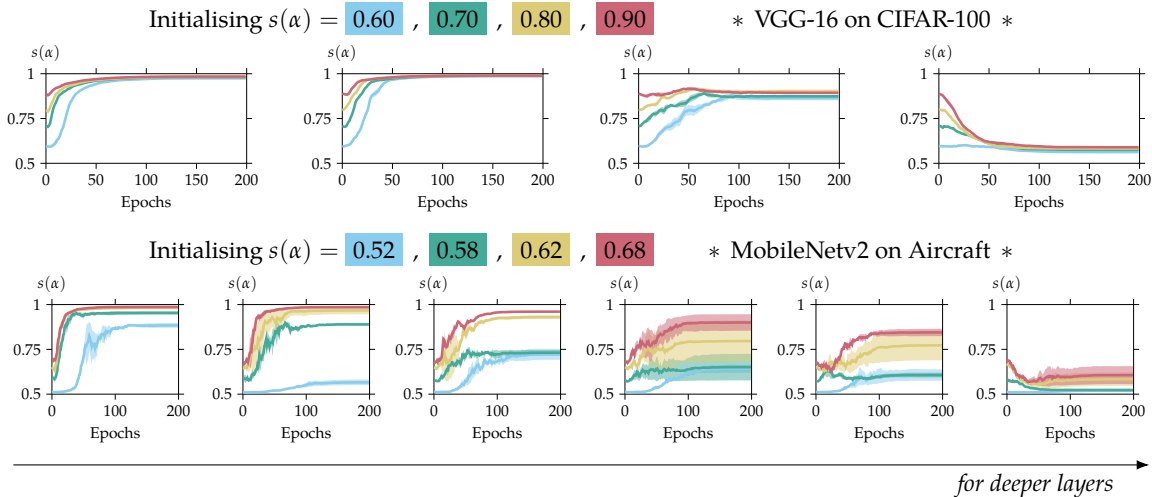 Initialising s(α) = 0.60 , 0.70 , 0.80 , 0.90 * VGG-16 on CIFAR-100 *
s(α) s(α) s(α) s(α)
1 1 1 1
0.75 0.75 0.75 0.75
0.5 0.5 0.5 0.5
0 50 100 150 200 0 50 100 150 200 0 50 100 150 200 0 50 100 150 200
Epochs Epochs Epochs Epochs
Initialising s(α) = 0.52 , 0.58 , 0.62 , 0.68 * MobileNetv2 on Aircraft *
s(α) s(α) s(α) s(α) s(α) s(α)
1 1 1 1 1 1
0.75 0.75 0.75 0.75 0.75 0.75
0.5 0.5 0.5 0.5 0.5 0.5
0 100 200 0 100 200 0 100 200 0 100 200 0 100 200 0 100 200
Epochs Epochs Epochs Epochs Epochs Epochs
for deeper layers